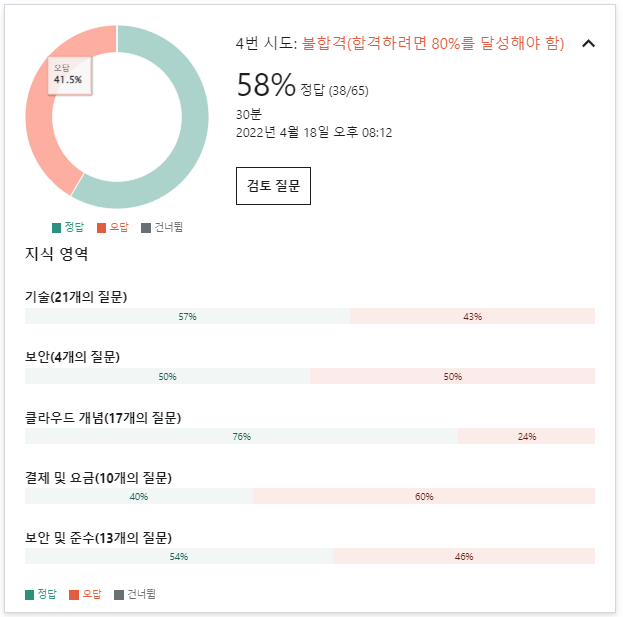 오답
41.5%
정답 오답 건너뜀
4번 시도: 불합격(합격하려면 80%를 달성해야 함)
58% 정답 (38/65)
30분
2022년 4월 18일 오후 08:12
검토 질문
지식 영역
기술(21개의 질문)
57% 43%
보안(4개의 질문)
50% 50%
클라우드 개념(17개의 질문)
76% 24%
결제 및 요금(10개의 질문)
40% 60%
보안 및 준수(13개의 질문)
54% 46%
정답 오답 건너뜀